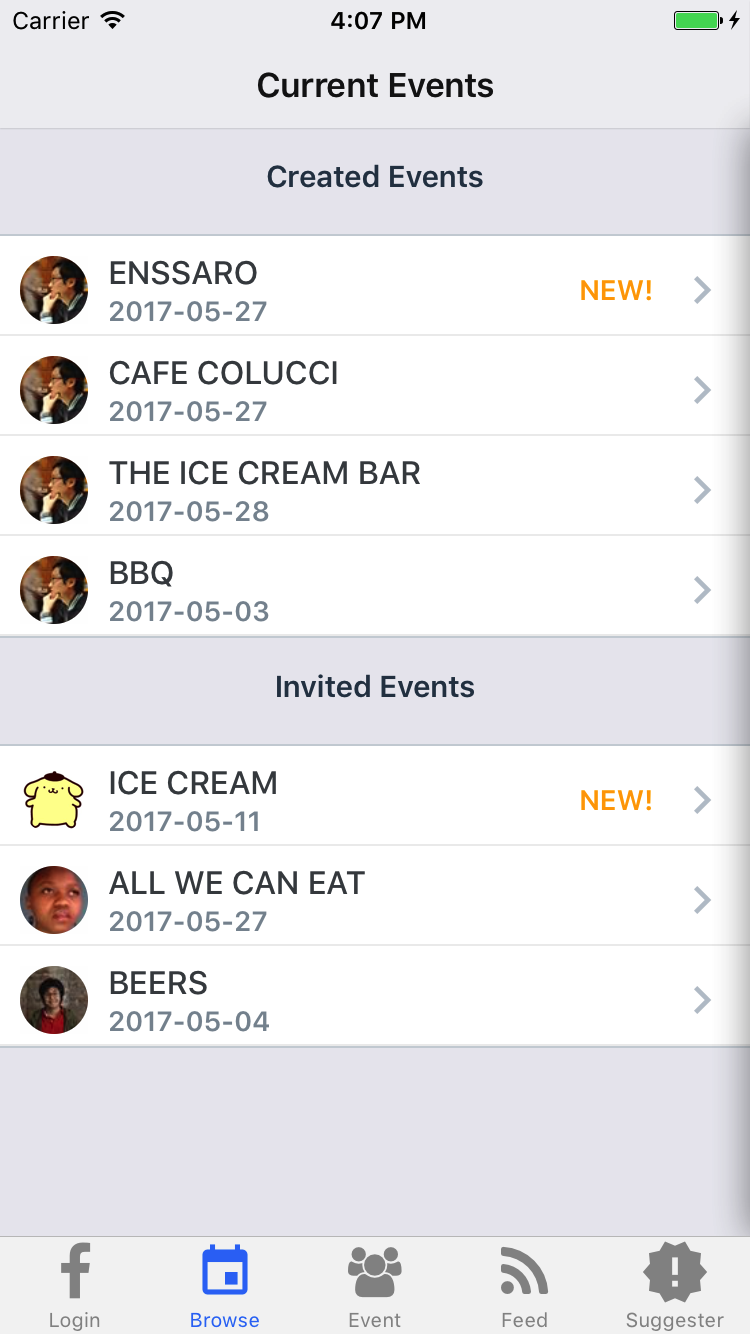 Carrier 4:07 PM
Current Events
Created Events
ENSSARO
2017-05-27
NEW!
CAFE COLUCCI
2017-05-27
THE ICE CREAM BAR
2017-05-28
BBQ
2017-05-03
Invited Events
ICE CREAM
2017-05-11
NEW!
ALL WE CAN EAT
2017-05-27
BEERS
2017-05-04
Login Browse Event Feed Suggester